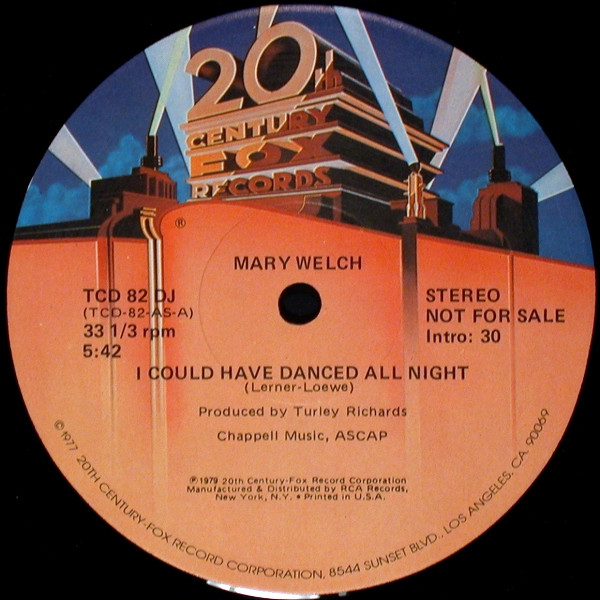 20th
CENTURY
FOX
RECORDS
®
MARY WELCH
TCD 82 DJ
(TCD-82-AS-A)
33 1/3 rpm
5:42
STEREO
NOT FOR SALE
Intro: 30
I COULD HAVE DANCED ALL NIGHT
(Lerner-Loewe)
Produced by Turley Richards
Chappell Music, ASCAP
℗1979 20th Century-Fox Record Corporation
Manufactured & Distributed by RCA Records,
New York, N.Y. • Printed in U.S.A.
©1977 20TH CENTURY-FOX RECORD CORPORATION, 8544 SUNSET BLVD., LOS ANGELES, CA. 90069